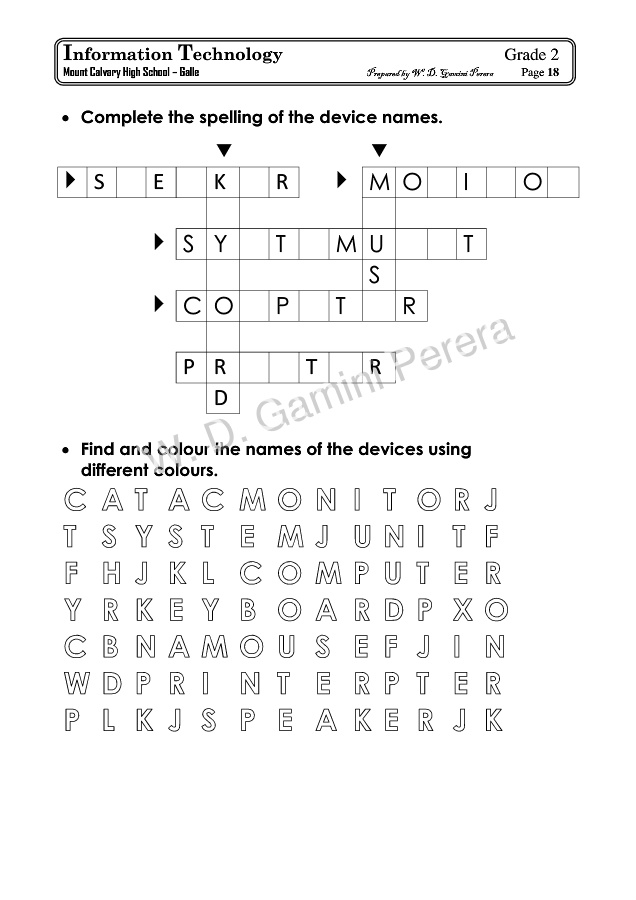 Information Technology Grade 2
Mount Calvary High School – Galle Prepared by W. D. Gamini Perera Page 18
• Complete the spelling of the device names.
S E K R M O I O
S Y T M U T
S
C O P T R
P R T R
D
W. D. Gamini Perera
• Find and colour the names of the devices using
different colours.
C A T A C M O N I T O R J
T S Y S T E M J U N I T F
F H J K L C O M P U T E R
Y R K E Y B O A R D P X O
C B N A M O U S E F J I N
W D P R I N T E R P T E R
P L K J S P E A K E R J K